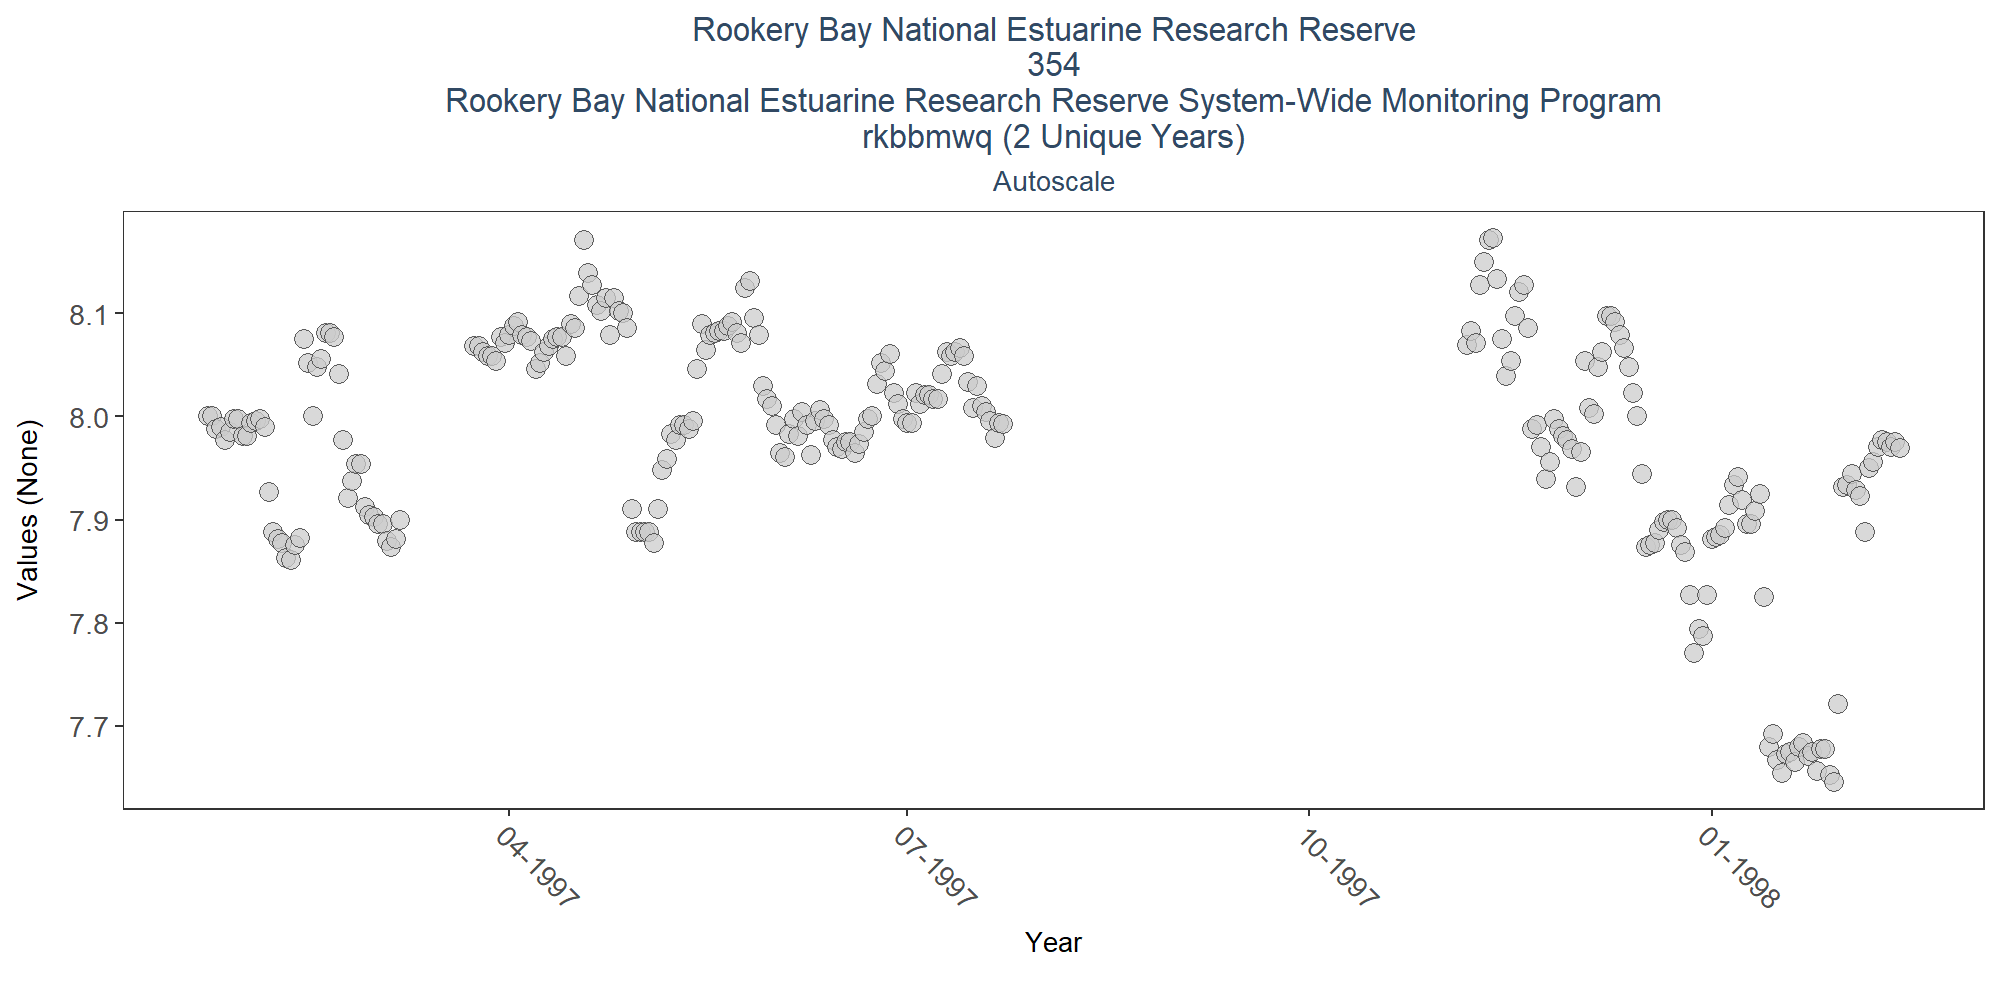 Rookery Bay National Estuarine Research Reserve
354
Rookery Bay National Estuarine Research Reserve System-Wide Monitoring Program
rkbbmwq (2 Unique Years)
Autoscale
Values (None)
8.1
8.0
7.9
7.8
7.7
04-1997
07-1997
10-1997
01-1998
Year